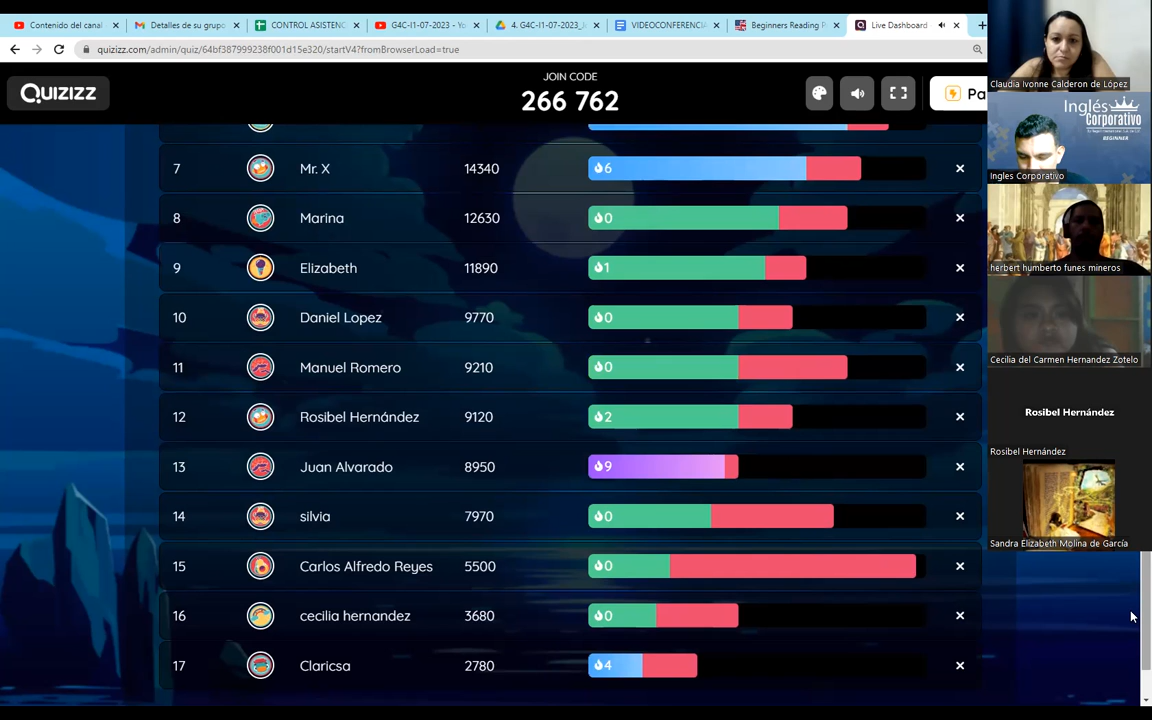 Contenido del canal
Detalles de su grupo
CONTROL ASISTENC
G4C-I1-07-2023 - Yo
4. G4C-I1-07-2023_
VIDEOCONFERENCIA
Beginners Reading P
Live Dashboard
quizizz.com/admin/quiz/64bf387999238f001d15e320/startV4?fromBrowserLoad=true
QUIZIZZ
JOIN CODE
266 762
Pa
7 Mr. X 14340 6
8 Marina 12630 0
9 Elizabeth 11890 1
10 Daniel Lopez 9770 0
11 Manuel Romero 9210 0
12 Rosibel Hernández 9120 2
13 Juan Alvarado 8950 9
14 silvia 7970 0
15 Carlos Alfredo Reyes 5500 0
16 cecilia hernandez 3680 0
17 Claricsa 2780 4
Claudia Ivonne Calderon de López
Inglés
Corporativo
BEGINNER
Ingles Corporativo
herbert humberto funes mineros
Cecilia del Carmen Hernandez Zotelo
Rosibel Hernández
Rosibel Hernández
Sandra Elizabeth Molina de García